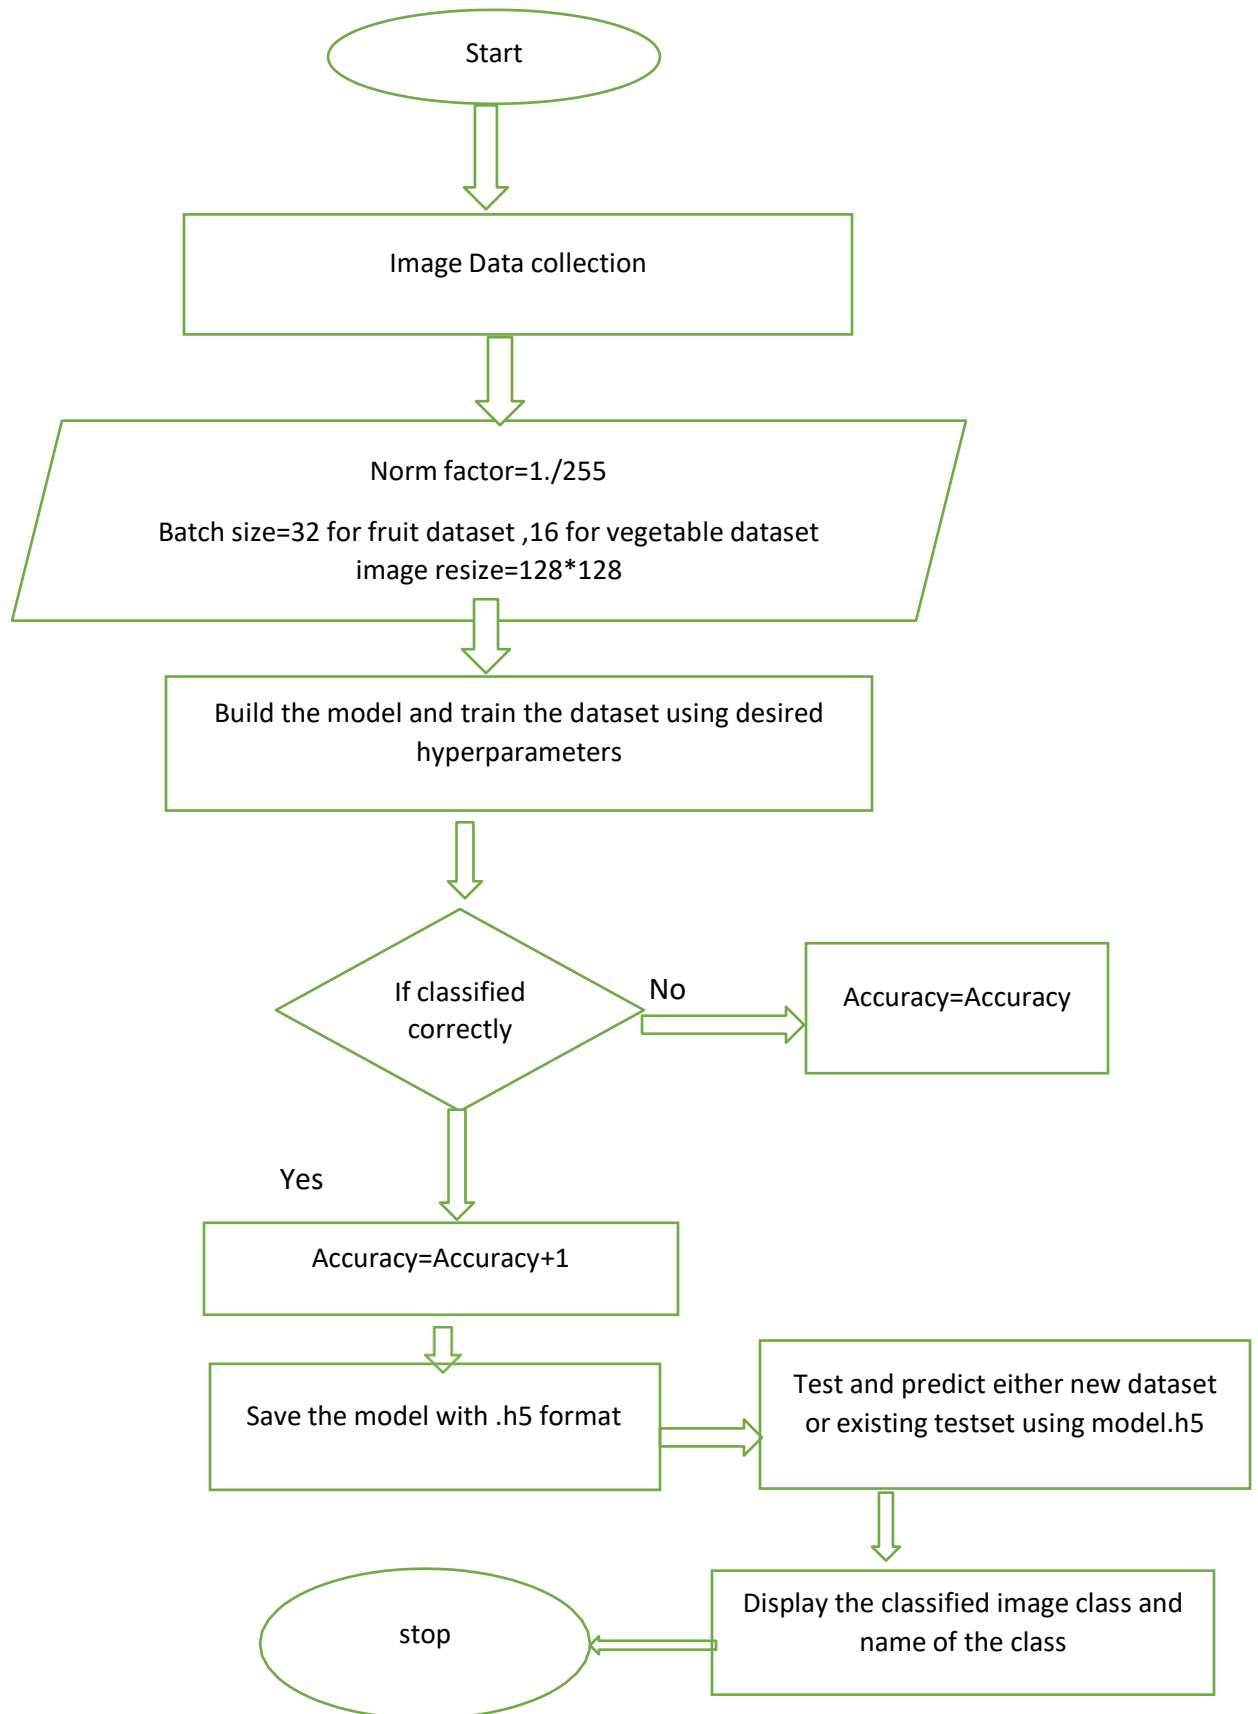 Start
Image Data collection
Norm factor=1./255
Batch size=32 for fruit dataset ,16 for vegetable dataset
image resize=128*128
Build the model and train the dataset using desired
hyperparameters
If classified
correctly
No
Accuracy=Accuracy
Yes
Accuracy=Accuracy+1
Save the model with .h5 format
Test and predict either new dataset
or existing testset using model.h5
Display the classified image class and
name of the class
stop